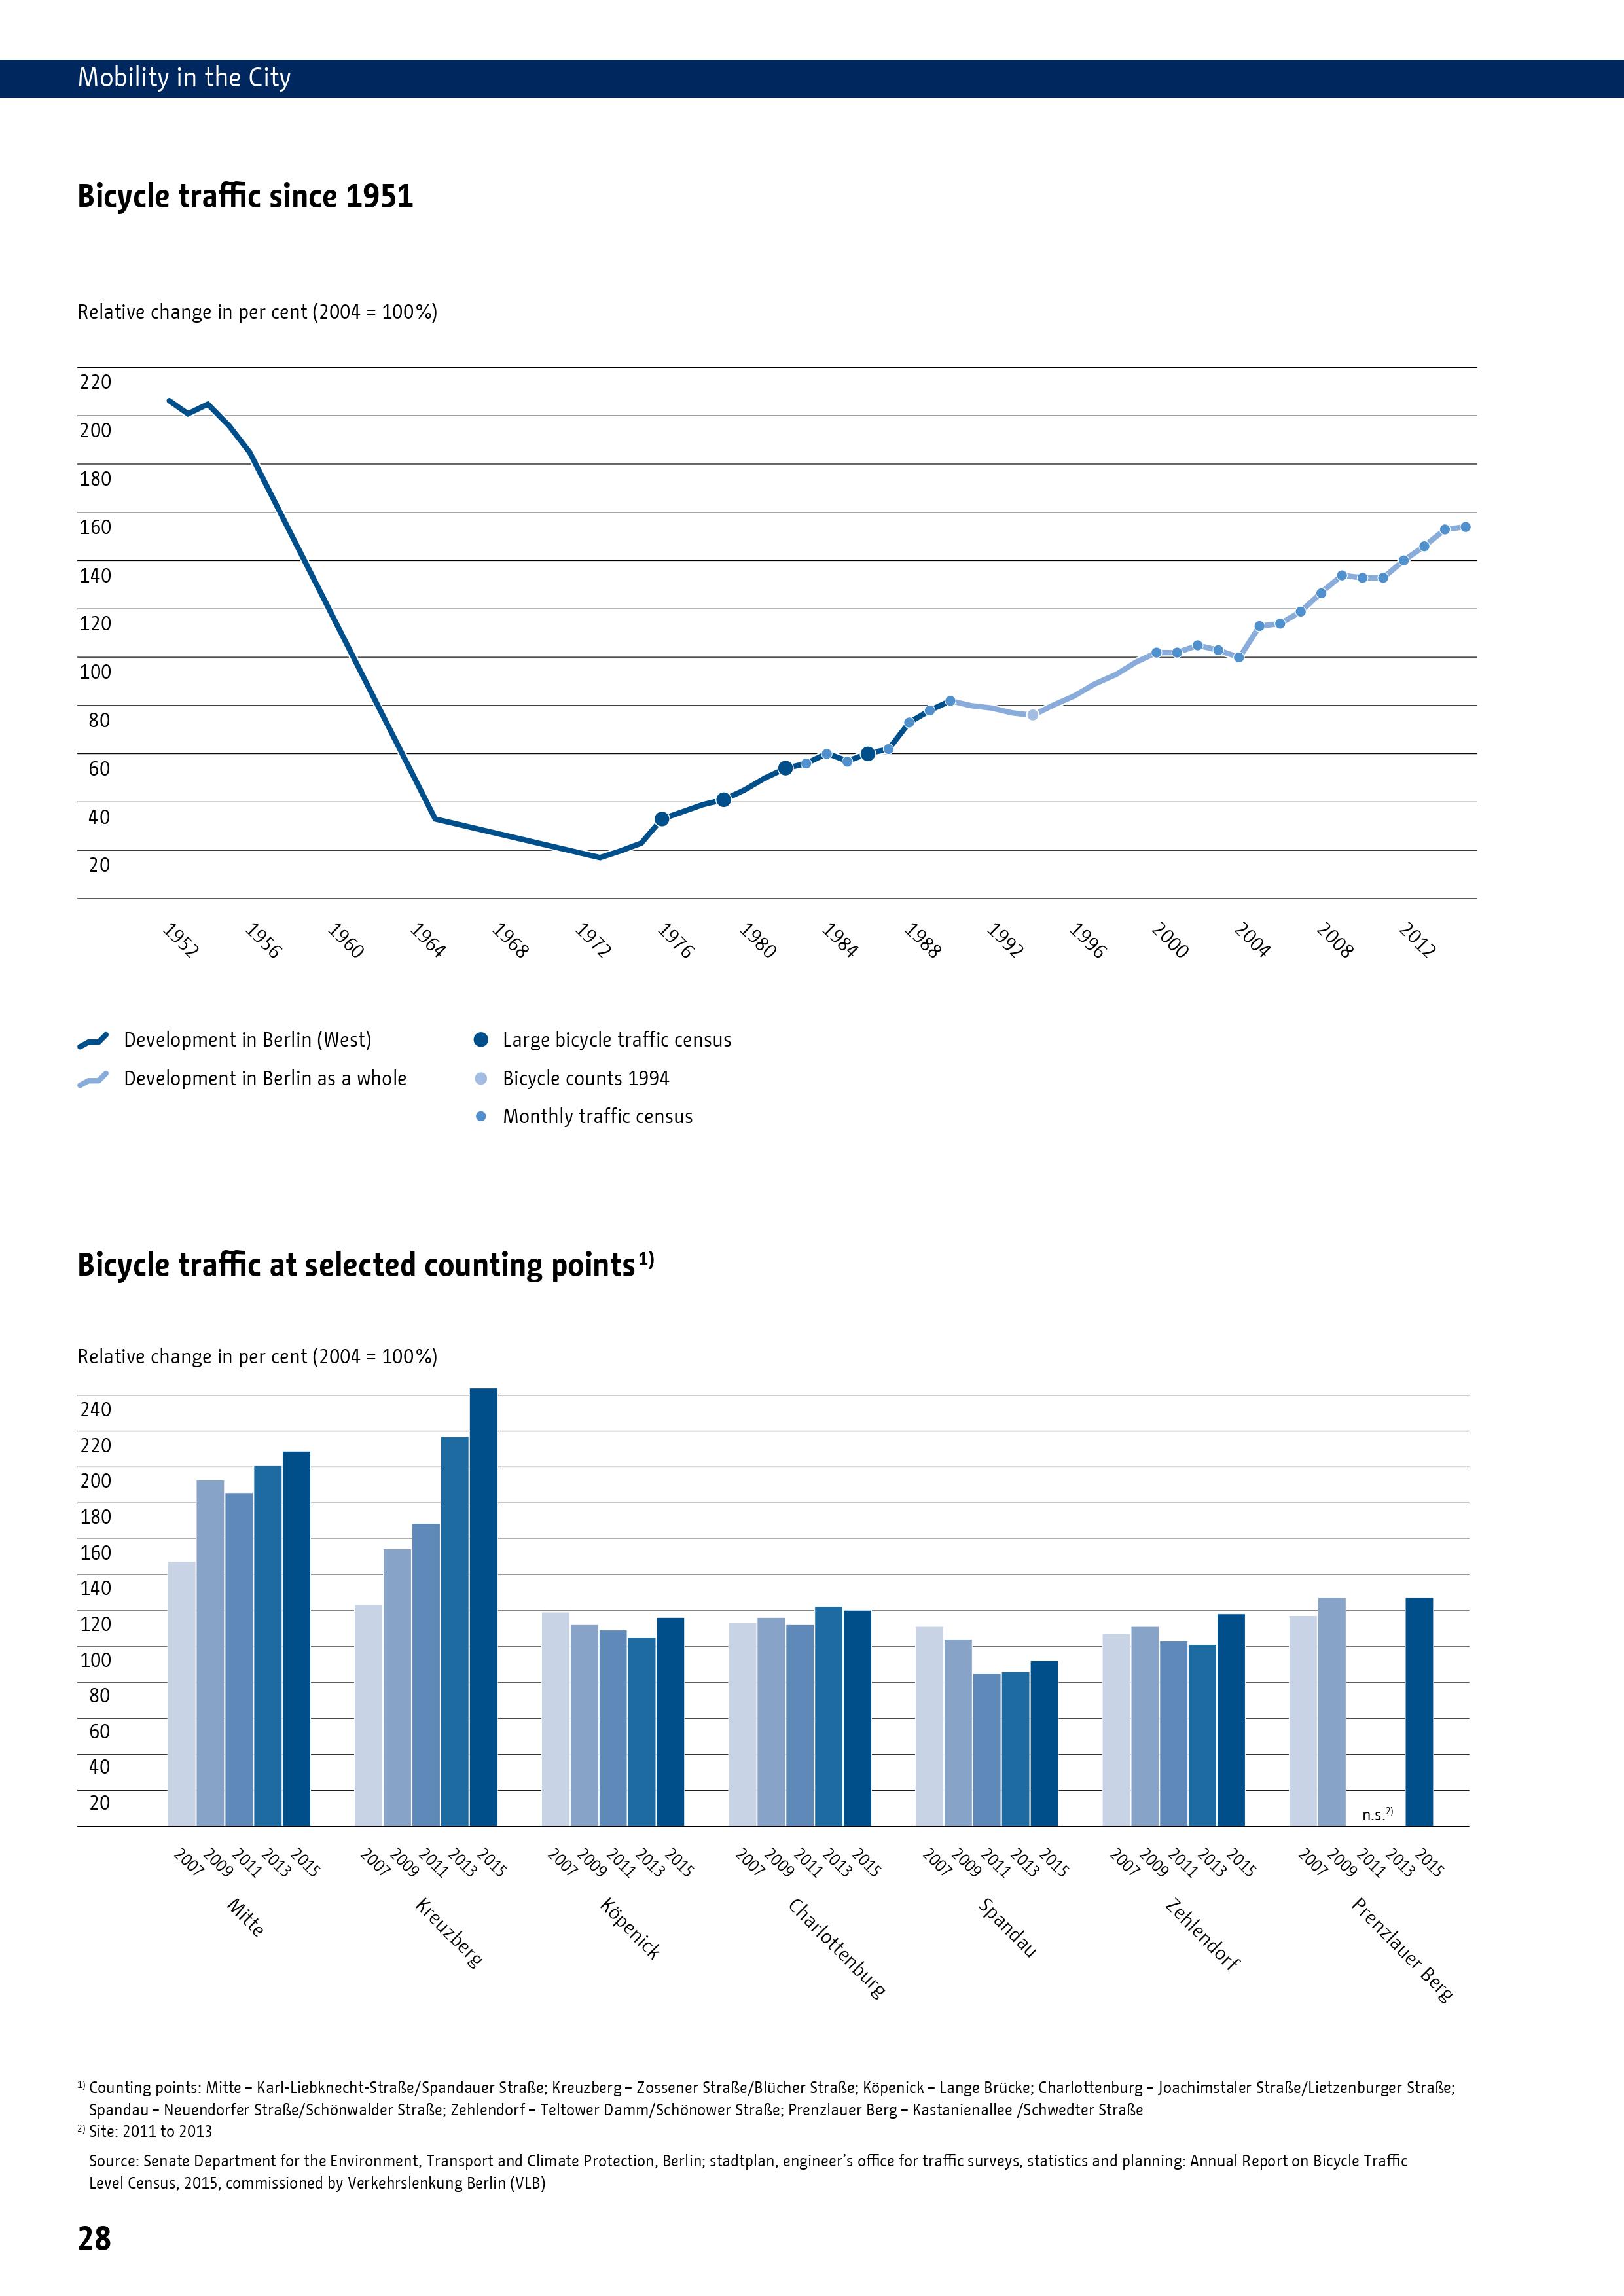 Mobility in the City
Bicycle traffic since 1951
Relative change in per cent (2004 = 100%)
220
200
180
160
140
120
100
80
60
40
20
1952 1956 1960 1964 1968 1972 1976 1980 1984 1988 1992 1996 2000 2004 2008 2012
Development in Berlin (West)
Development in Berlin as a whole
Large bicycle traffic census
Bicycle counts 1994
Monthly traffic census
Bicycle traffic at selected counting points1)
Relative change in per cent (2004 = 100%)
240
220
200
180
160
140
120
100
80
60
40
20
n.s.2)
2007 2009 2011 2013 2015 2007 2009 2011 2013 2015 2007 2009 2011 2013 2015 2007 2009 2011 2013 2015 2007 2009 2011 2013 2015 2007 2009 2011 2013 2015 2007 2009 2011 2013 2015
Mitte Kreuzberg Köpenick Charlottenburg Spandau Zehlendorf Prenzlauer Berg
1) Counting points: Mitte – Karl-Liebknecht-Straße/Spandauer Straße; Kreuzberg – Zossener Straße/Blücher Straße; Köpenick – Lange Brücke; Charlottenburg – Joachimstaler Straße/Lietzenburger Straße;
Spandau – Neuendorfer Straße/Schönwalder Straße; Zehlendorf – Teltower Damm/Schönower Straße; Prenzlauer Berg – Kastanienallee /Schwedter Straße
2) Site: 2011 to 2013
Source: Senate Department for the Environment, Transport and Climate Protection, Berlin; stadtplan, engineer's office for traffic surveys, statistics and planning: Annual Report on Bicycle Traffic
Level Census, 2015, commissioned by Verkehrslenkung Berlin (VLB)
28